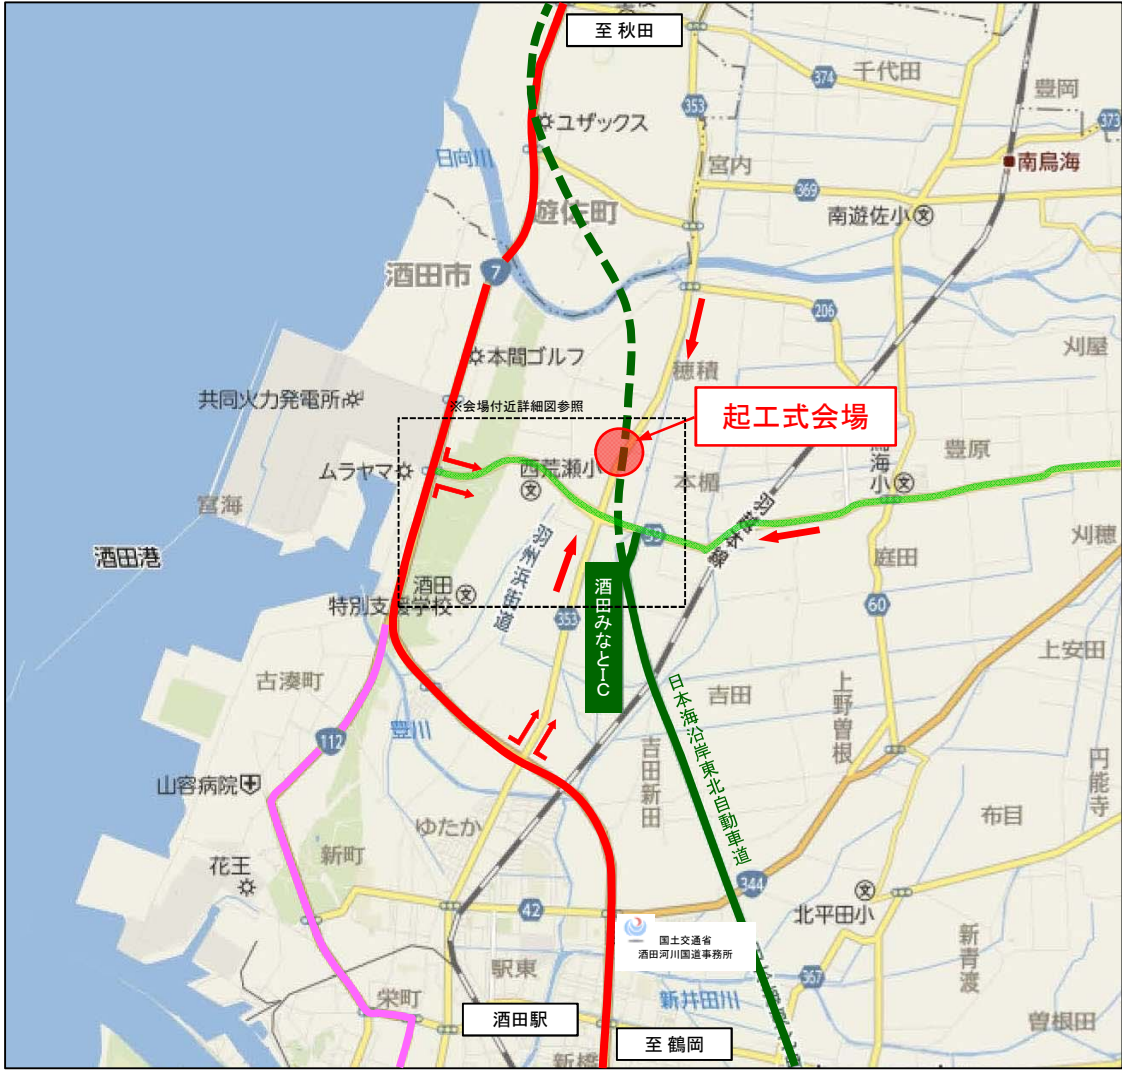 至 秋田
千代田
374
豊岡
353
373
ユザックス
日向川
宮内
南鳥海
369
遊佐町
南遊佐小
酒田市
7
206
刈屋
本間ゴルフ
穂積
共同火力発電所
※会場付近詳細図参照
起工式会場
豊原
ムラヤマ
西荒瀬小
本楯
鳥海小
宮海
59
刈穂
酒田港
羽州浜街道
羽越本線
庭田
酒田
特別支援学校
酒田みなとIC
353
60
上安田
古湊町
吉田
上野曽根
112
豊川
日本海沿岸東北自動車道
吉田新田
円能寺
山容病院
布目
ゆたか
新町
花王
344
42
北平田小
国土交通省
酒田河川国道事務所
新青渡
駅東
367
栄町
新井田川
酒田駅
曽根田
至 鶴岡
新橋